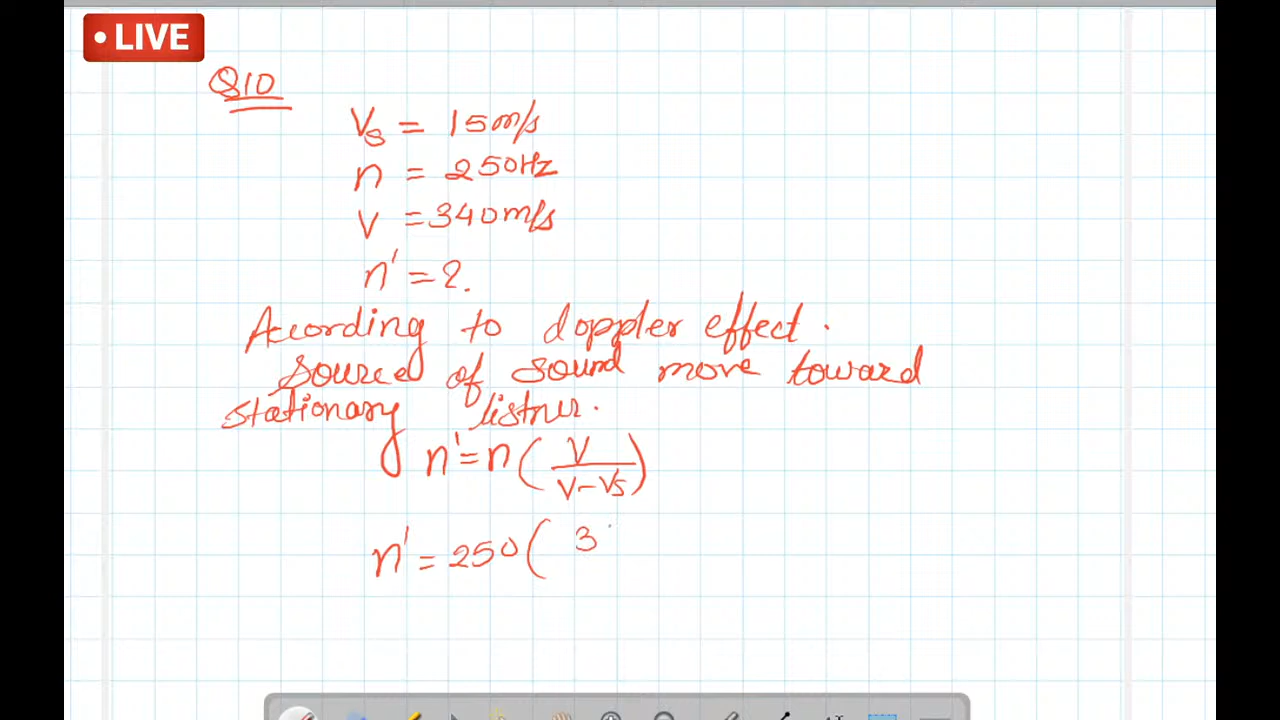 • LIVE
Q10
Vs = 15m/s
n = 250Hz
V = 340m/s
n' = ?.
According to doppler effect.
Source of sound move toward
stationary listner.
n' = n ( V / V - Vs )
n' = 250 ( 3